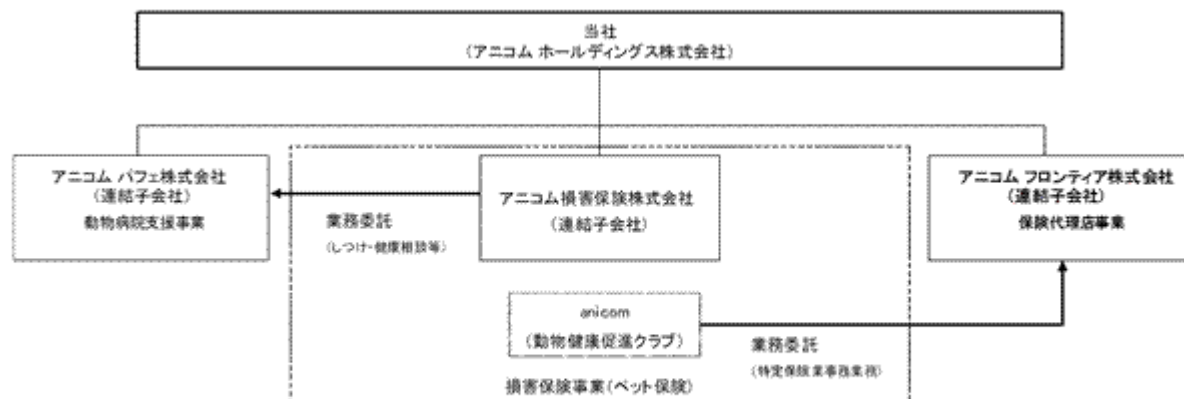 当社
(アニコム ホールディングス株式会社)
アニコム パフェ株式会社
(連結子会社)
動物病院支援事業
業務委託
(しつけ・健康相談等)
アニコム損害保険株式会社
(連結子会社)
アニコム フロンティア株式会社
(連結子会社)
保険代理店事業
anicom
(動物健康促進クラブ)
業務委託
(特定保険業事務業務)
損害保険事業(ペット保険)